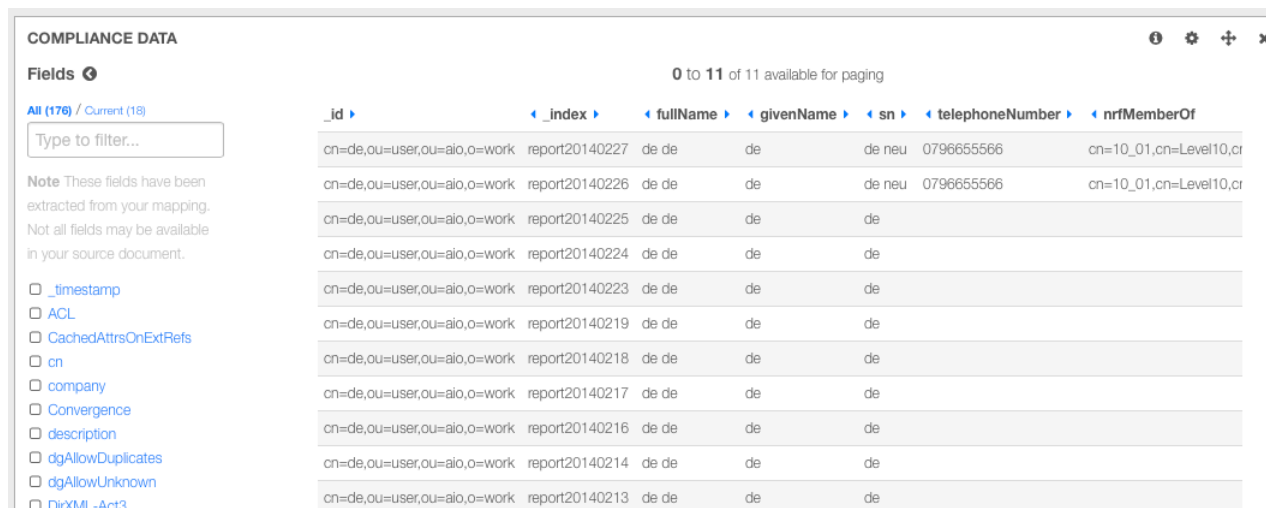 COMPLIANCE DATA
Fields
0 to 11 of 11 available for paging
All (176) / Current (18)
Type to filter...
Note These fields have been
extracted from your mapping.
Not all fields may be available
in your source document.
_timestamp
ACL
CachedAttrsOnExtRefs
cn
company
Convergence
description
dgAllowDuplicates
dgAllowUnknown
DirXML-Act3
_id _index fullName givenName sn telephoneNumber nrfMemberOf
cn=de,ou=user,ou=aio,o=work report20140227 de de de de neu 0796655566 cn=10_01,cn=Level10,cr
cn=de,ou=user,ou=aio,o=work report20140226 de de de de neu 0796655566 cn=10_01,cn=Level10,cr
cn=de,ou=user,ou=aio,o=work report20140225 de de de de
cn=de,ou=user,ou=aio,o=work report20140224 de de de de
cn=de,ou=user,ou=aio,o=work report20140223 de de de de
cn=de,ou=user,ou=aio,o=work report20140219 de de de de
cn=de,ou=user,ou=aio,o=work report20140218 de de de de
cn=de,ou=user,ou=aio,o=work report20140217 de de de de
cn=de,ou=user,ou=aio,o=work report20140216 de de de de
cn=de,ou=user,ou=aio,o=work report20140214 de de de de
cn=de,ou=user,ou=aio,o=work report20140213 de de de de